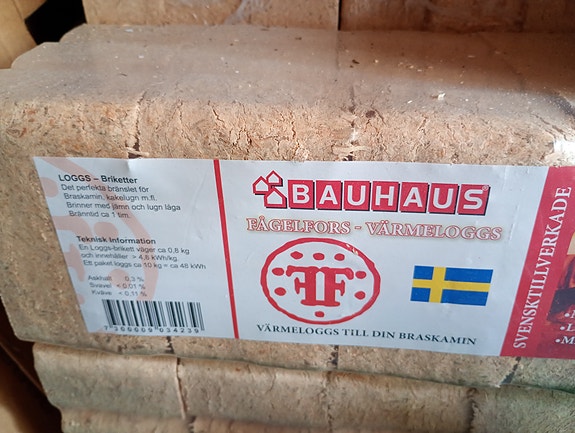 LOGGS – Briketter
Det perfekta bränslet för
Braskamin, kakelugn m.fl.
Brinner med jämn och lugn låga
Bränntid ca 1 tim.
Teknisk Information
En Loggs-brikett väger ca 0,8 kg
och innehåller > 4,8 kWh/kg.
Ett paket loggs ca 10 kg = ca 48 kWh
Askhalt 0,3 %
Svavel < 0,01 %
Kväve < 0,11 %
7 306009 034239
BAUHAUS
FÅGELFORS - VÄRMELOGGS
FF
VÄRMELOGGS TILL DIN BRASKAMIN
SVENSKTILLVERKADE